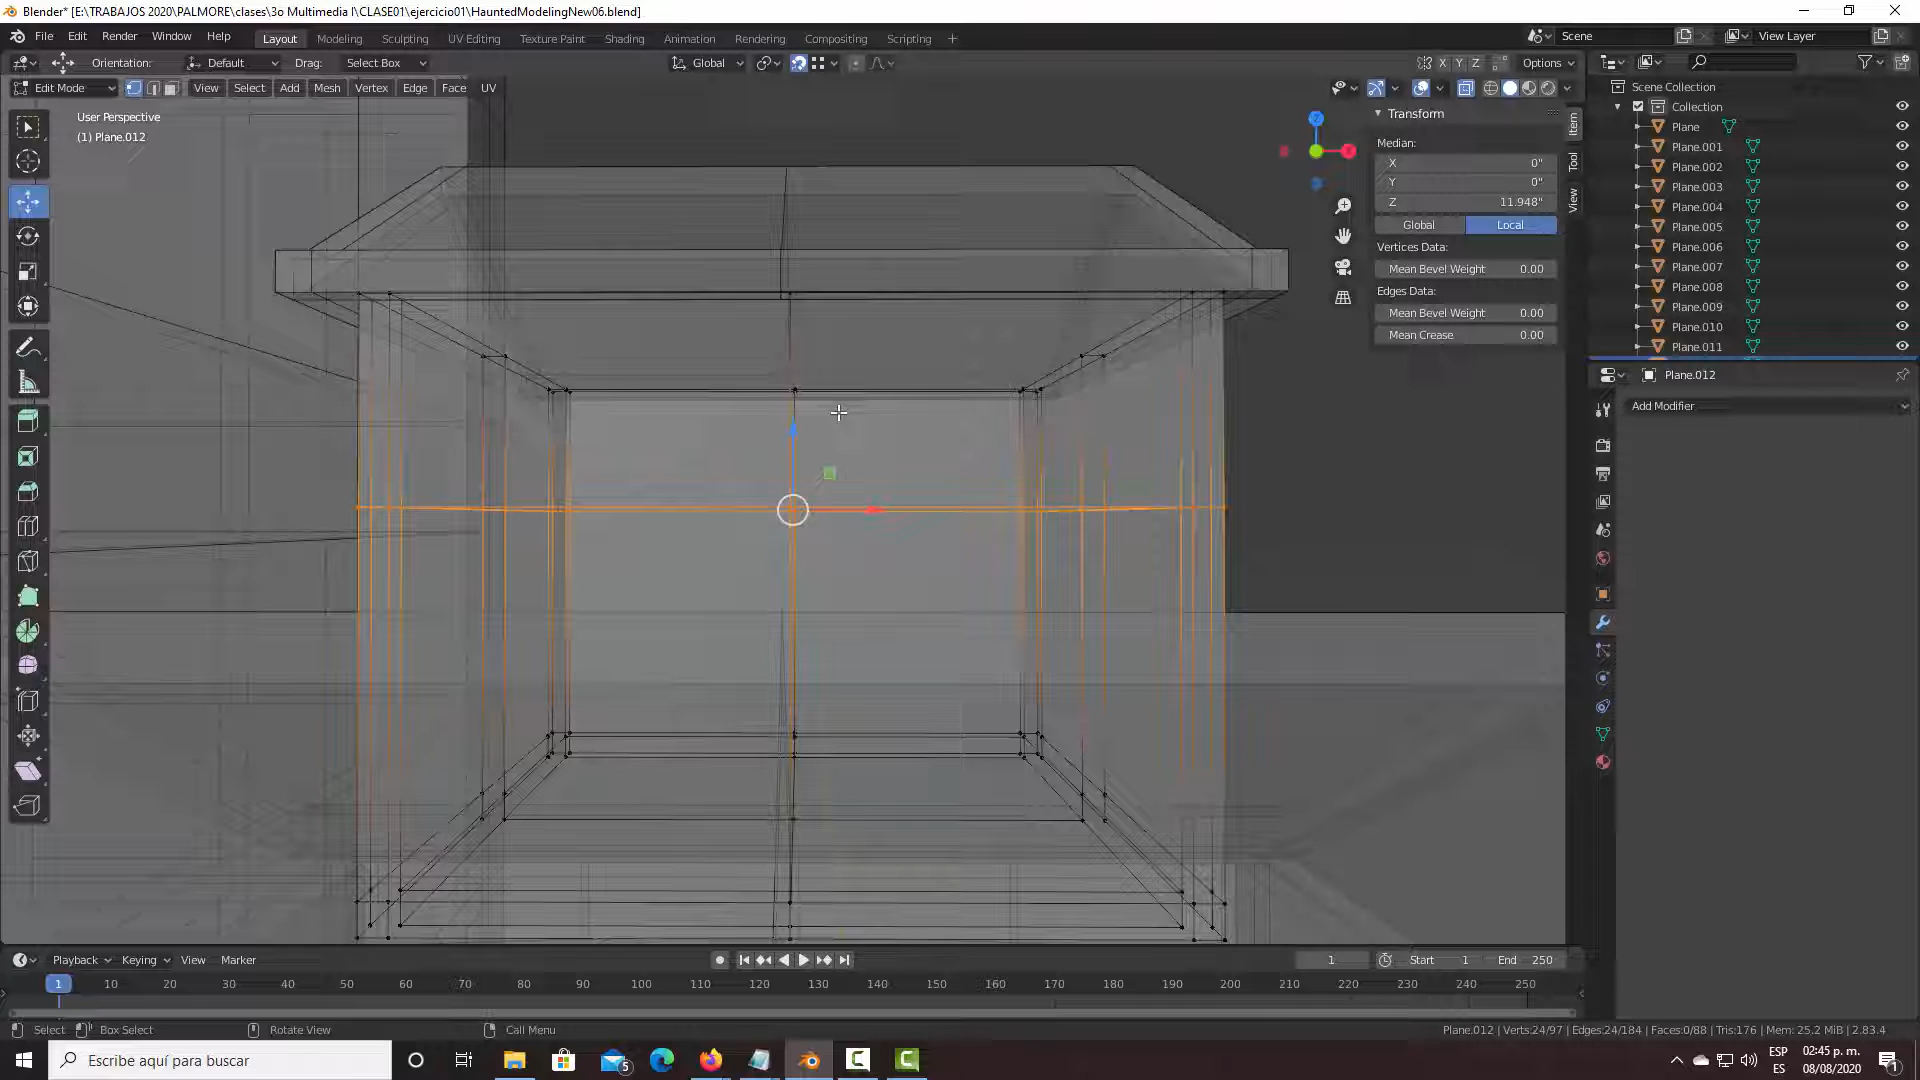 Blender* [E:\TRABAJOS 2020\PALMORE\clases\3o Multimedia I\CLASE01\ejercicio01\HauntedModelingNew06.blend]
File Edit Render Window Help Layout Modeling Sculpting UV Editing Texture Paint Shading Animation Rendering Compositing Scripting Scene View Layer
Orientation: Default Drag: Select Box Global X Y Z Options
Edit Mode View Select Add Mesh Vertex Edge Face UV
User Perspective
(1) Plane.012
Transform
Median:
X 0"
Y 0"
Z 11.948"
Global Local
Vertices Data:
Mean Bevel Weight 0.00
Edges Data:
Mean Bevel Weight 0.00
Mean Crease 0.00
Item
Tool
View
Scene Collection
Collection
Plane
Plane.001
Plane.002
Plane.003
Plane.004
Plane.005
Plane.006
Plane.007
Plane.008
Plane.009
Plane.010
Plane.011
Plane.012
Add Modifier
Playback Keying View Marker 1 Start 1 End 250
1 10 20 30 40 50 60 70 80 90 100 110 120 130 140 150 160 170 180 190 200 210 220 230 240 250
Select Box Select Rotate View Call Menu Plane.012 | Verts:24/97 | Edges:24/184 | Faces:0/88 | Tris:176 | Mem: 25.2 MiB | 2.83.4
Escribe aquí para buscar
5
ESP
ES
02:45 p. m.
08/08/2020
1